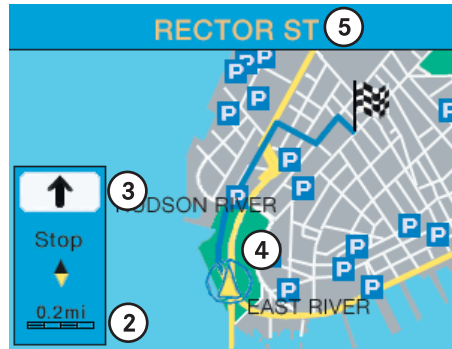 RECTOR ST 5
P P
P P P
P
P
P P
HUDSON RIVER
3
Stop
4
P P
P
P P
P
0.2mi 2
EAST RIVER